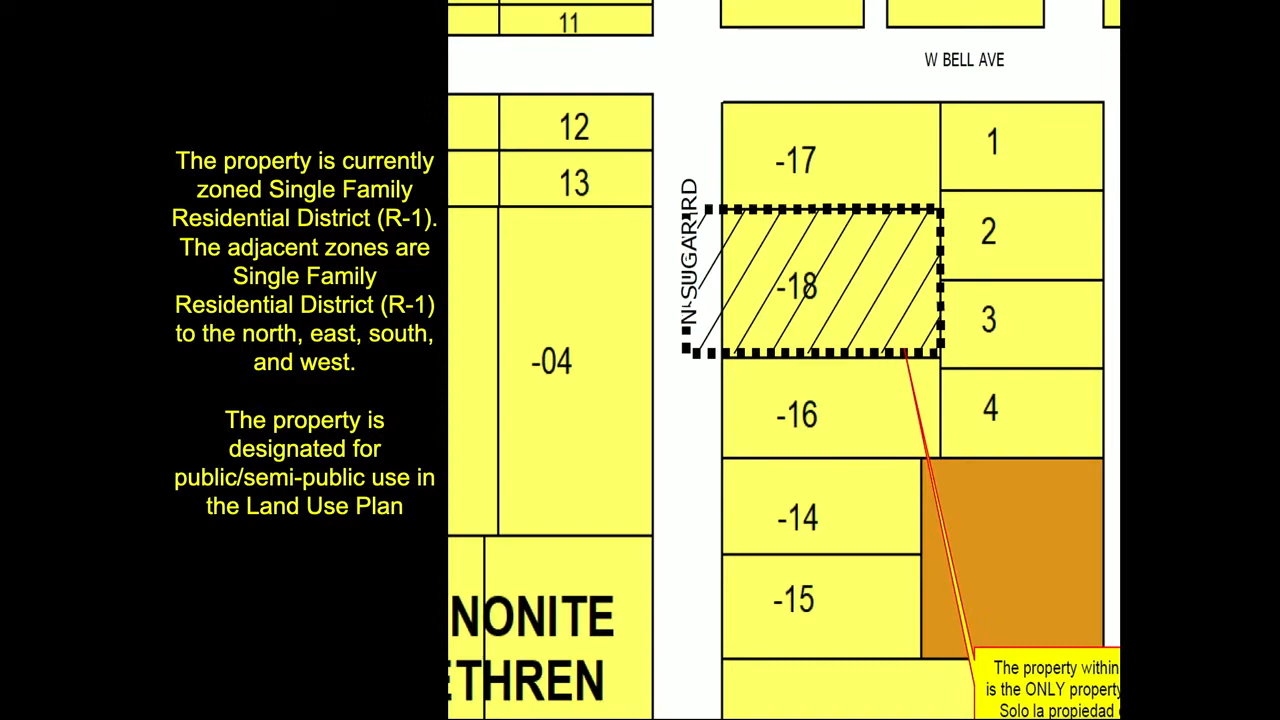 The property is currently
zoned Single Family
Residential District (R-1).
The adjacent zones are
Single Family
Residential District (R-1)
to the north, east, south,
and west.
The property is
designated for
public/semi-public use in
the Land Use Plan
11
W BELL AVE
12
13
-17
1
N SUGAR RD
2
-18
3
-04
-16
4
-14
-15
NONITE
ETHREN
The property within
is the ONLY property
Solo la propiedad